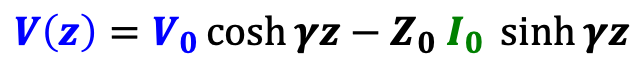 V(z) = V₀ cosh γz − Z₀ I₀ sinh γz